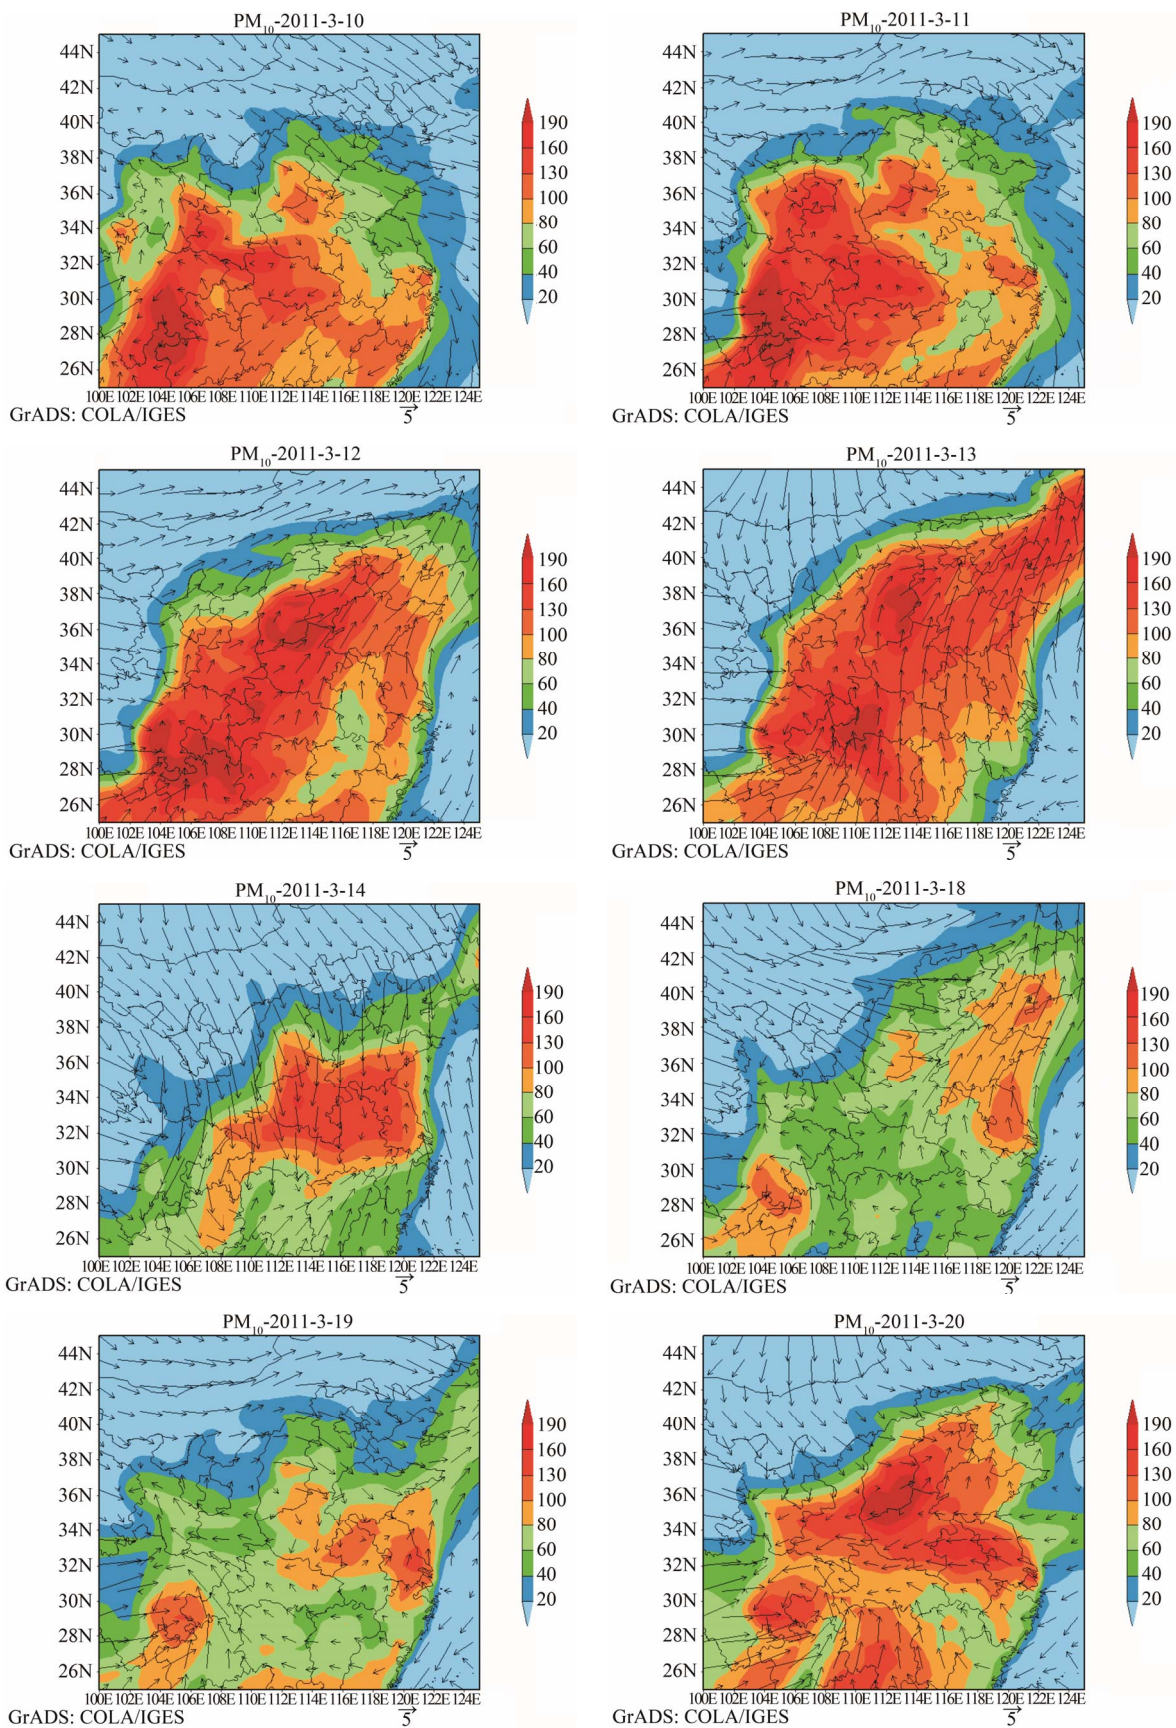 PM10-2011-3-10
44N
42N
40N
38N
36N
34N
32N
30N
28N
26N
100E 102E 104E 106E 108E 110E 112E 114E 116E 118E 120E 122E 124E
190
160
130
100
80
60
40
20
GrADS: COLA/IGES
5
PM10-2011-3-11
44N
42N
40N
38N
36N
34N
32N
30N
28N
26N
100E 102E 104E 106E 108E 110E 112E 114E 116E 118E 120E 122E 124E
190
160
130
100
80
60
40
20
GrADS: COLA/IGES
5
PM10-2011-3-12
44N
42N
40N
38N
36N
34N
32N
30N
28N
26N
100E 102E 104E 106E 108E 110E 112E 114E 116E 118E 120E 122E 124E
190
160
130
100
80
60
40
20
GrADS: COLA/IGES
5
PM10-2011-3-13
44N
42N
40N
38N
36N
34N
32N
30N
28N
26N
100E 102E 104E 106E 108E 110E 112E 114E 116E 118E 120E 122E 124E
190
160
130
100
80
60
40
20
GrADS: COLA/IGES
5
PM10-2011-3-14
44N
42N
40N
38N
36N
34N
32N
30N
28N
26N
100E 102E 104E 106E 108E 110E 112E 114E 116E 118E 120E 122E 124E
190
160
130
100
80
60
40
20
GrADS: COLA/IGES
5
PM10-2011-3-18
44N
42N
40N
38N
36N
34N
32N
30N
28N
26N
100E 102E 104E 106E 108E 110E 112E 114E 116E 118E 120E 122E 124E
190
160
130
100
80
60
40
20
GrADS: COLA/IGES
5
PM10-2011-3-19
44N
42N
40N
38N
36N
34N
32N
30N
28N
26N
100E 102E 104E 106E 108E 110E 112E 114E 116E 118E 120E 122E 124E
190
160
130
100
80
60
40
20
GrADS: COLA/IGES
5
PM10-2011-3-20
44N
42N
40N
38N
36N
34N
32N
30N
28N
26N
100E 102E 104E 106E 108E 110E 112E 114E 116E 118E 120E 122E 124E
190
160
130
100
80
60
40
20
GrADS: COLA/IGES
5